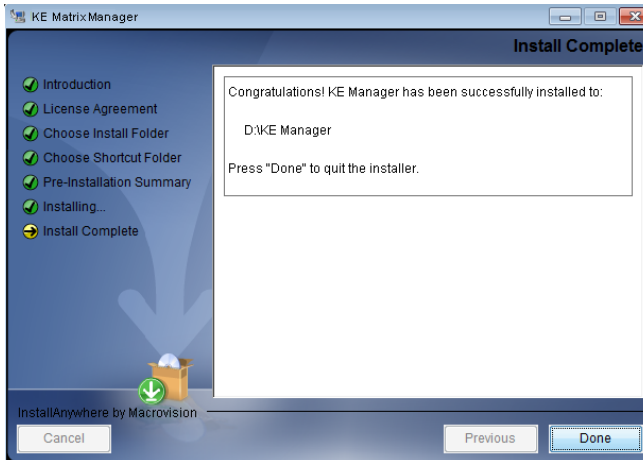 KE MatrixManager
Install Complete
Introduction
License Agreement
Choose Install Folder
Choose Shortcut Folder
Pre-Installation Summary
Installing...
Install Complete
Congratulations! KE Manager has been successfully installed to:
D:\KE Manager
Press "Done" to quit the installer.
InstallAnywhere by Macrovision
Cancel
Previous
Done